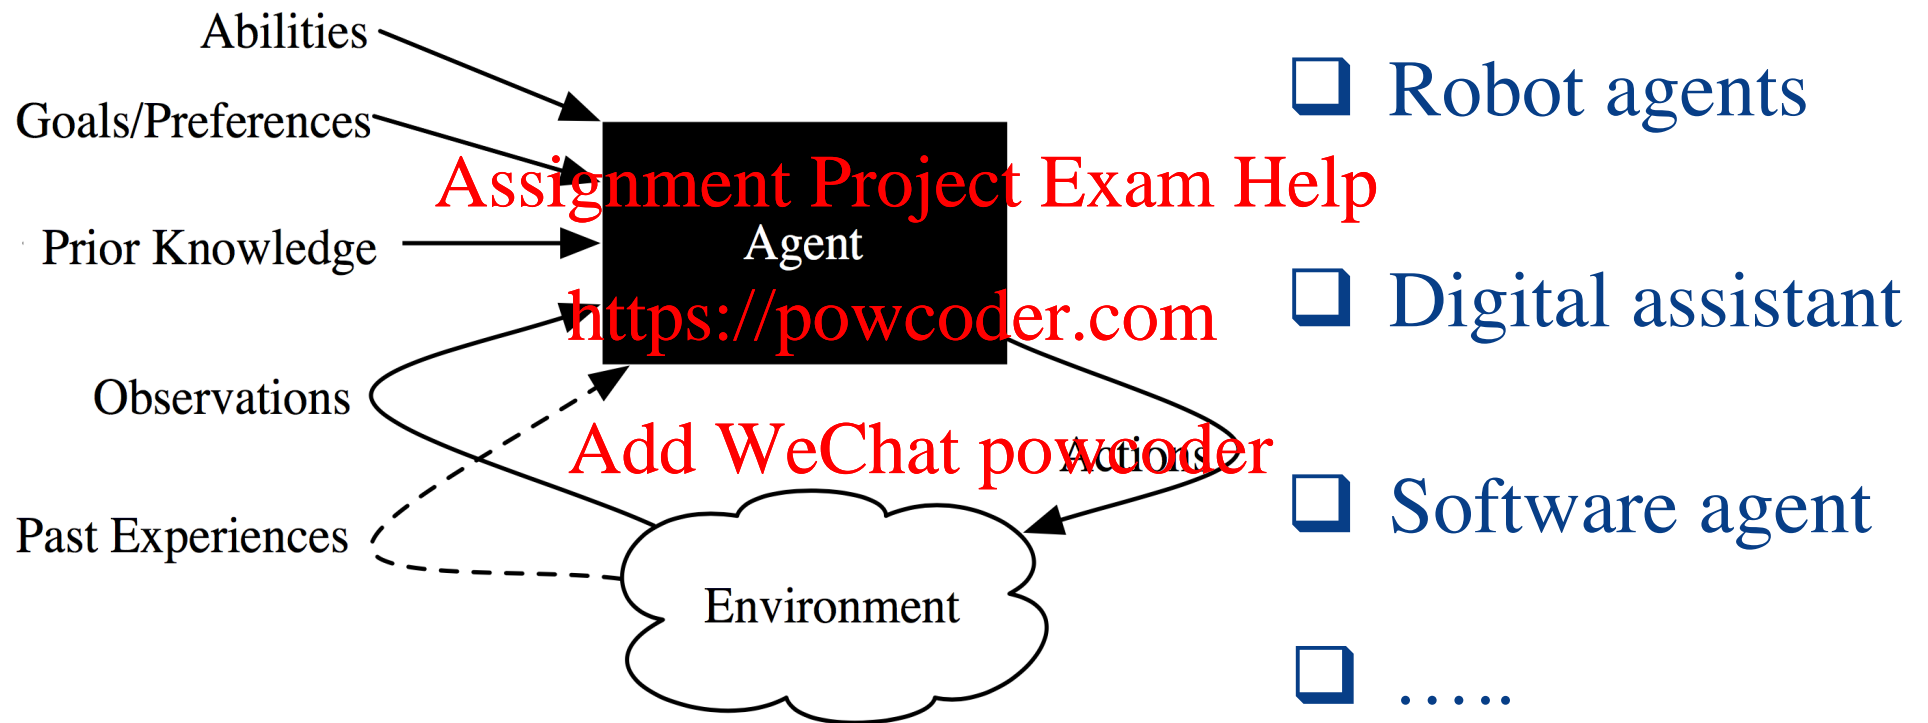 Abilities
Goals/Preferences
Robot agents
Assignment Project Exam Help
Prior Knowledge
Agent
https://powcoder.com
Digital assistant
Observations
Add WeChat powcoder
Actions
Software agent
Past Experiences
Environment
.....